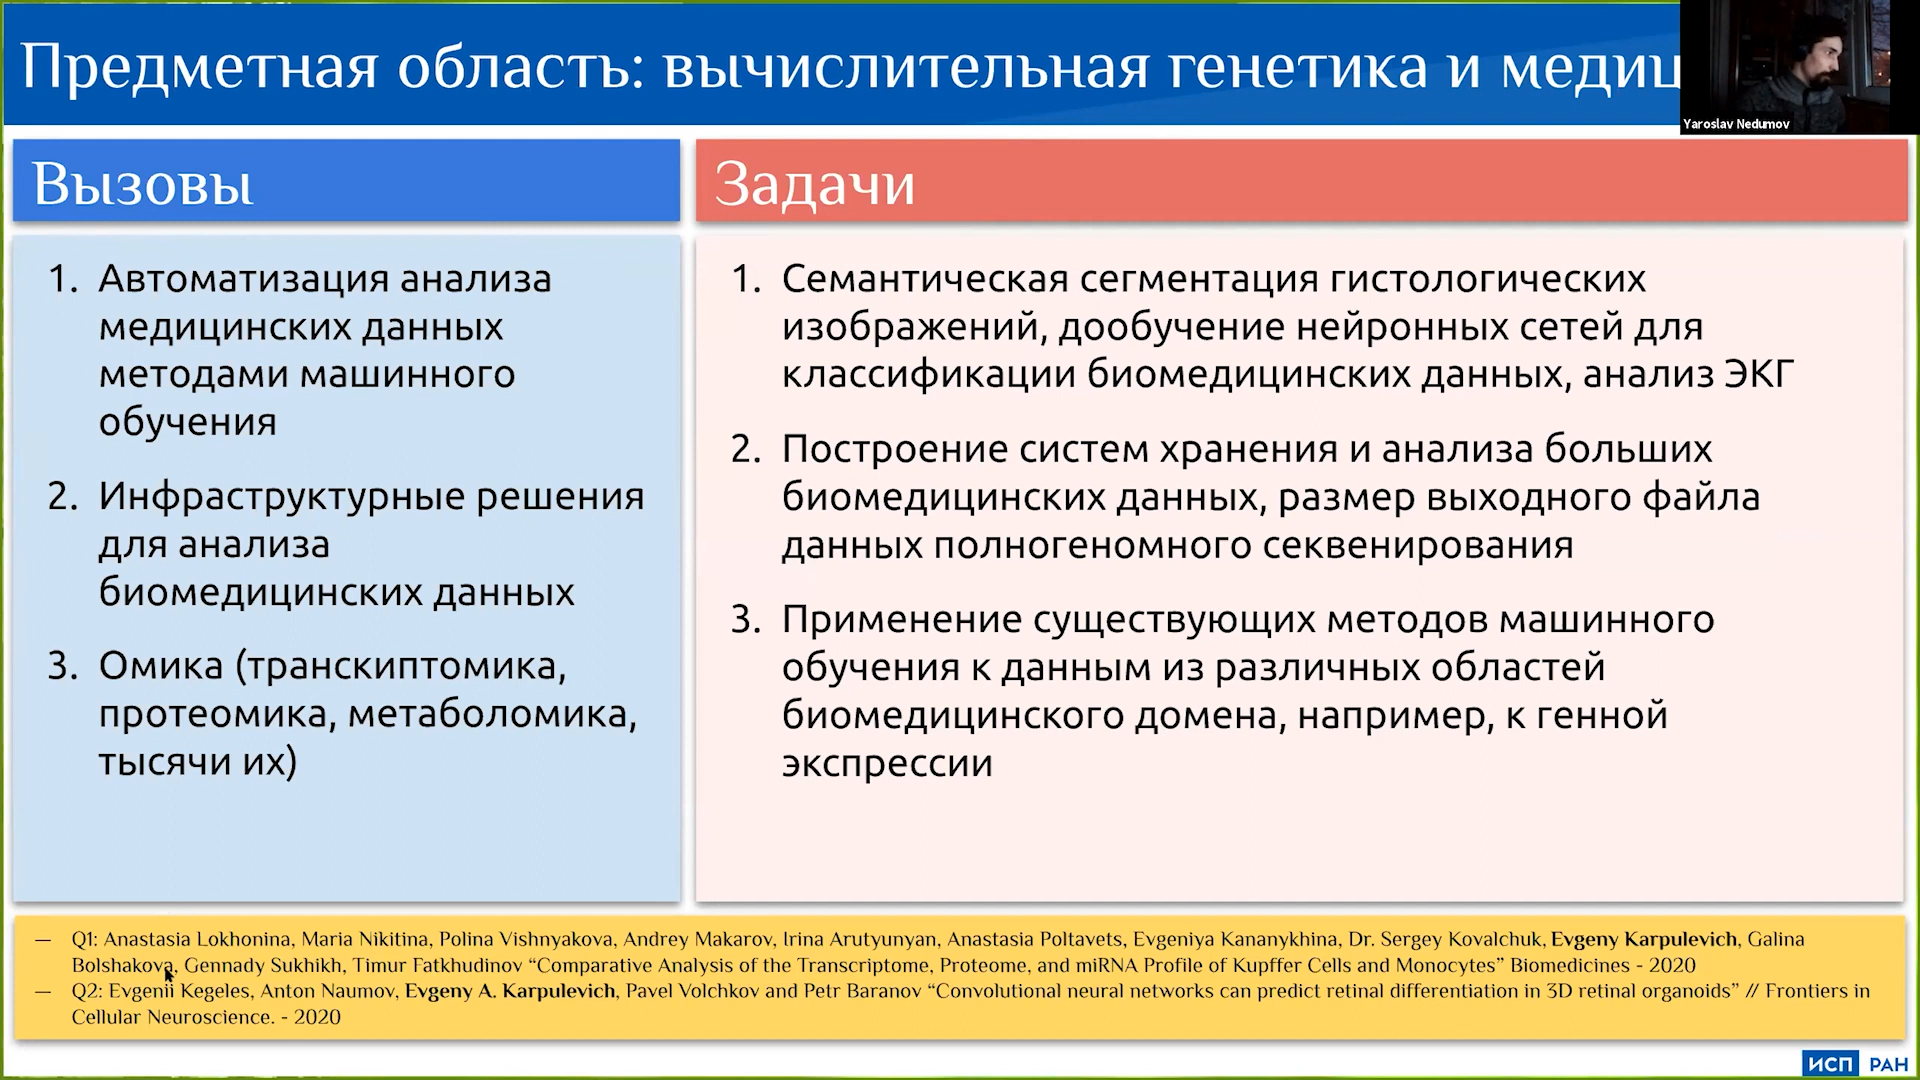 Предметная область: вычислительная генетика и медиц
Yaroslav Nedumov
Вызовы
1. Автоматизация анализа
медицинских данных
методами машинного
обучения
2. Инфраструктурные решения
для анализа
биомедицинских данных
3. Омика (транскиптомика,
протеомика, метаболомика,
тысячи их)
Задачи
1. Семантическая сегментация гистологических
изображений, дообучение нейронных сетей для
классификации биомедицинских данных, анализ ЭКГ
2. Построение систем хранения и анализа больших
биомедицинских данных, размер выходного файла
данных полногеномного секвенирования
3. Применение существующих методов машинного
обучения к данным из различных областей
биомедицинского домена, например, к генной
экспрессии
— Q1: Anastasia Lokhonina, Maria Nikitina, Polina Vishnyakova, Andrey Makarov, Irina Arutyunyan, Anastasia Poltavets, Evgeniya Kananykhina, Dr. Sergey Kovalchuk, Evgeny Karpulevich, Galina
Bolshakova, Gennady Sukhikh, Timur Fatkhudinov “Comparative Analysis of the Transcriptome, Proteome, and miRNA Profile of Kupffer Cells and Monocytes” Biomedicines - 2020
— Q2: Evgenii Kegeles, Anton Naumov, Evgeny A. Karpulevich, Pavel Volchkov and Petr Baranov “Convolutional neural networks can predict retinal differentiation in 3D retinal organoids” // Frontiers in
Cellular Neuroscience. - 2020
ИСП РАН